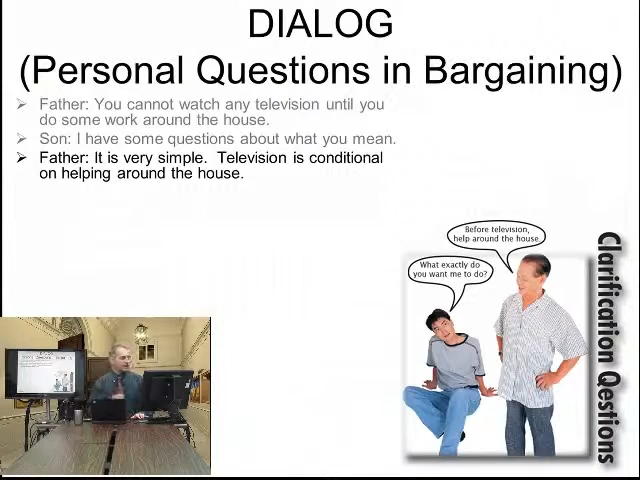 DIALOG
(Personal Questions in Bargaining)
➢ Father: You cannot watch any television until you
do some work around the house.
➢ Son: I have some questions about what you mean.
➢ Father: It is very simple.  Television is conditional
on helping around the house.
Before television,
help around the house.
What exactly do
you want me to do?
Clarification Qestions